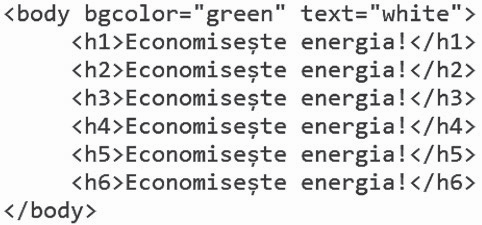 <body bgcolor="green" text="white">
<h1>Economisește energia!</h1>
<h2>Economisește energia!</h2>
<h3>Economisește energia!</h3>
<h4>Economisește energia!</h4>
<h5>Economisește energia!</h5>
<h6>Economisește energia!</h6>
</body>